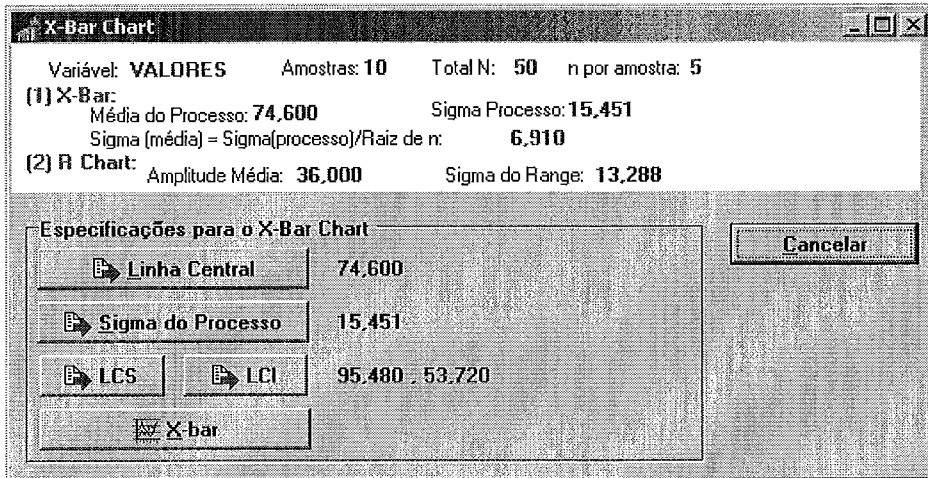 X-Bar Chart
Variável: VALORES Amostras: 10 Total N: 50 n por amostra: 5
(1) X-Bar:
Média do Processo: 74,600 Sigma Processo: 15,451
Sigma (média) = Sigma(processo)/Raiz de n: 6,910
(2) R Chart:
Amplitude Média: 36,000 Sigma do Range: 13,288
Especificações para o X-Bar Chart
Cancelar
Linha Central 74,600
Sigma do Processo 15,451
LCS LCI 95,480 , 53,720
X-bar